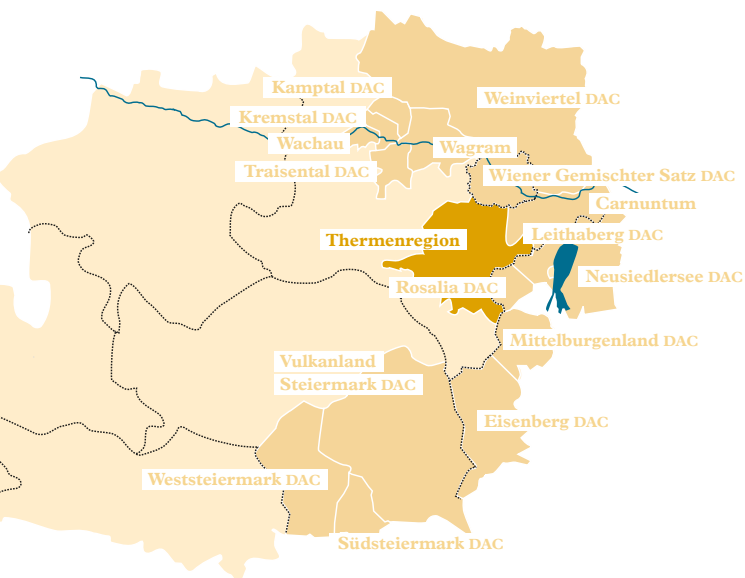 Kamptal DAC
Weinviertel DAC
Kremstal DAC
Wachau
Wagram
Traisental DAC
Wiener Gemischter Satz DAC
Carnuntum
Thermenregion
Leithaberg DAC
Neusiedlersee DAC
Rosalia DAC
Mittelburgenland DAC
Vulkanland
Steiermark DAC
Eisenberg DAC
Weststeiermark DAC
Südsteiermark DAC